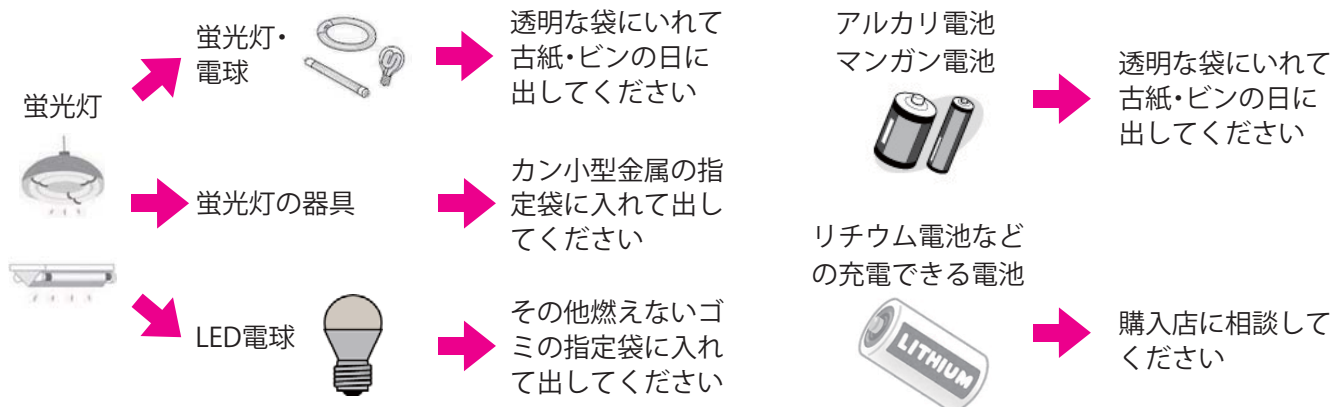 蛍光灯
蛍光灯・
電球
透明な袋にいれて
古紙・ビンの日に
出してください
蛍光灯の器具
カン小型金属の指
定袋に入れて出し
てください
LED電球
その他燃えないゴ
ミの指定袋に入れ
て出してください
アルカリ電池
マンガン電池
透明な袋にいれて
古紙・ビンの日に
出してください
リチウム電池など
の充電できる電池
LITHIUM
購入店に相談して
ください